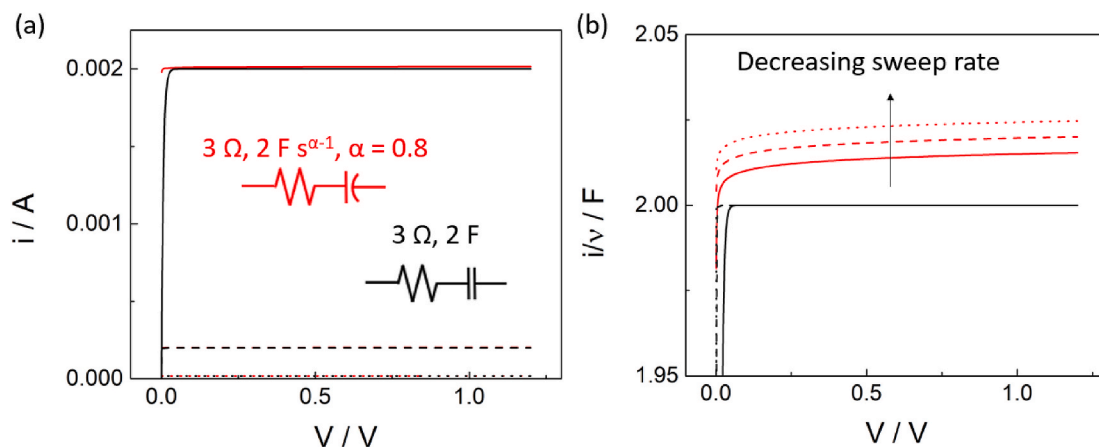 (a)
0.002
0.001
0.000
i / A
3 Ω, 2 F s^{α-1}, α = 0.8
3 Ω, 2 F
0.0
0.5
1.0
V / V
(b)
2.05
2.00
1.95
i/ν / F
Decreasing sweep rate
0.0
0.5
1.0
V / V